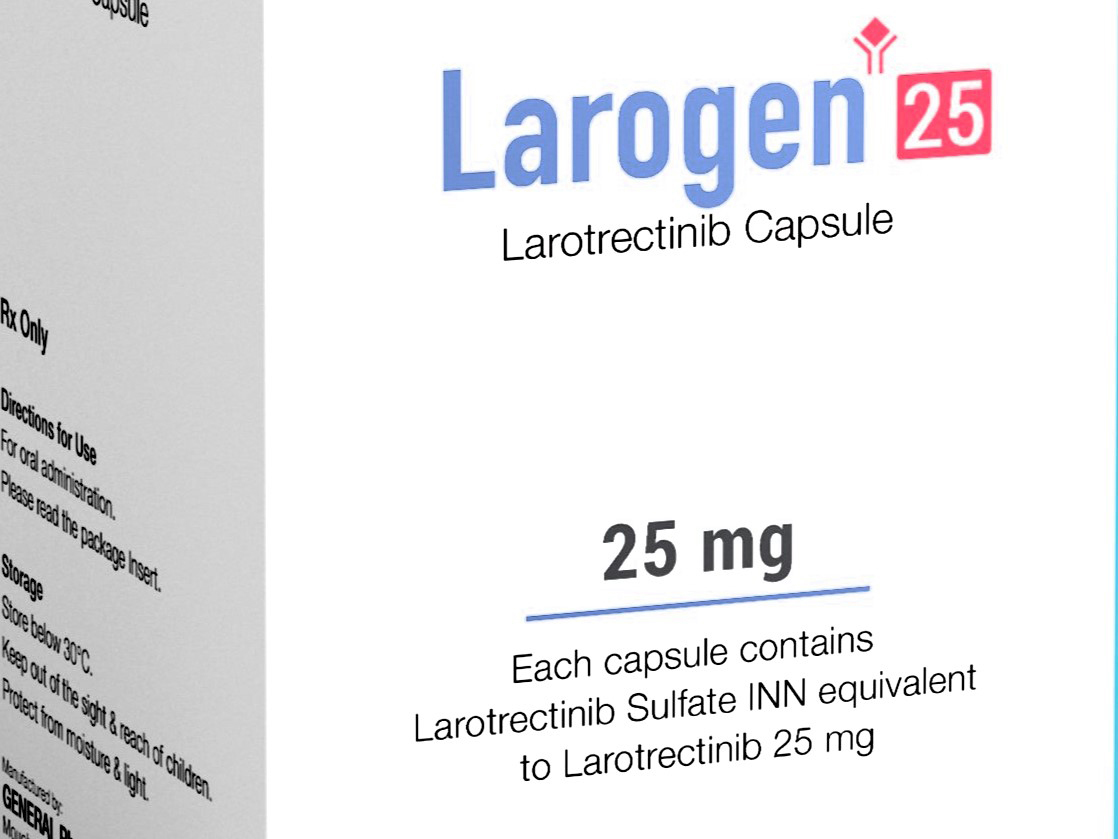 Rx Only
Directions for Use
For oral administration.
Please read the package Insert.
Storage
Store below 30°C.
Keep out of the sight & reach of children.
Protect from moisture & light.
Manufactured by:
GENERAL
Larogen 25
Larotrectinib Capsule
25 mg
Each capsule contains
Larotrectinib Sulfate INN equivalent
to Larotrectinib 25 mg